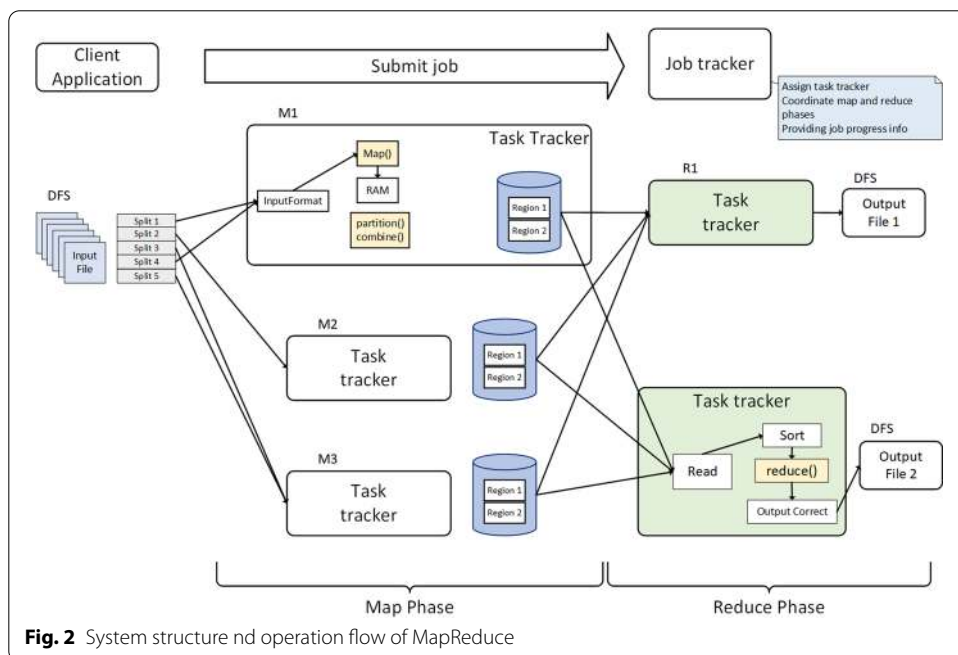 Client
Application
Submit job
Job tracker
Assign task tracker
Coordinate map and reduce
phases
Providing job progress info
M1
Task Tracker
Map()
RAM
InputFormat
partition()
combine()
Region 1
Region 2
DFS
Input
File
Split 1
Split 2
Split 3
Split 4
Split 5
R1
Task
tracker
DFS
Output
File 1
M2
Task
tracker
Region 1
Region 2
M3
Task
tracker
Region 1
Region 2
Task tracker
Read
Sort
reduce()
Output Correct
DFS
Output
File 2
Map Phase
Reduce Phase
Fig. 2 System structure nd operation flow of MapReduce